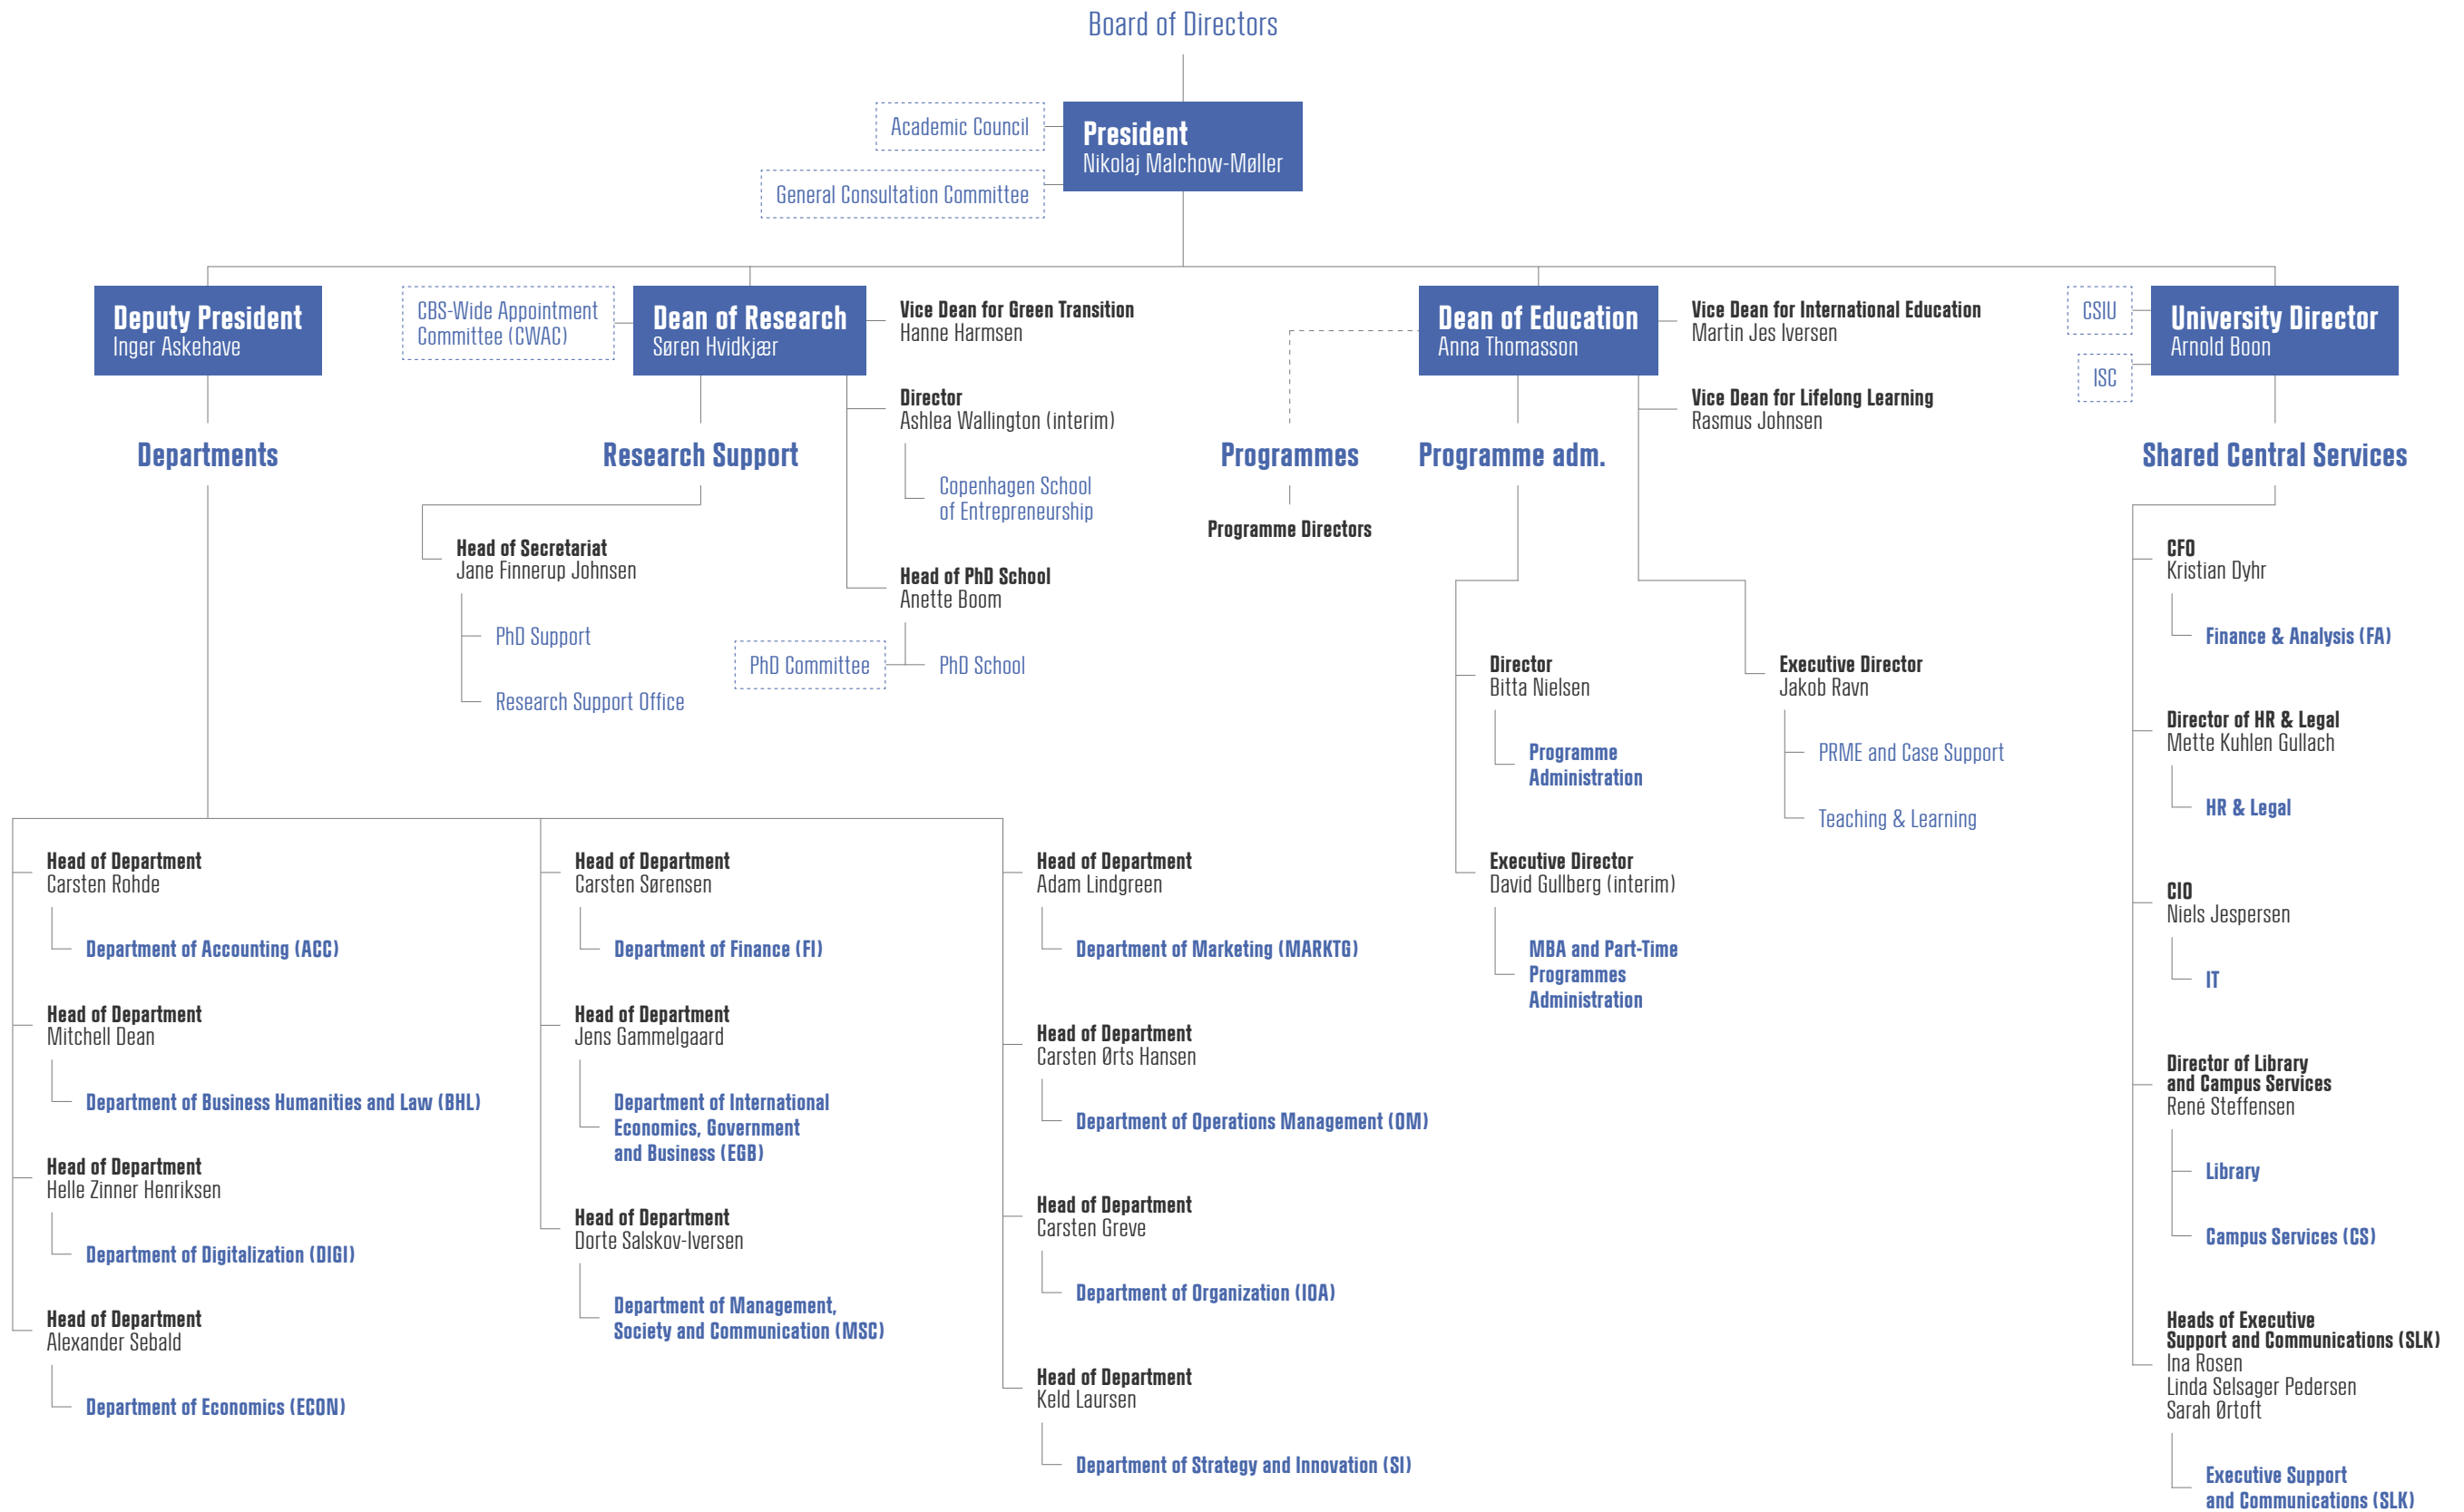 Board of Directors
Academic Council
President
Nikolaj Malchow-Møller
General Consultation Committee
Deputy President
Inger Askehave
CBS-Wide Appointment
Committee (CWAC)
Dean of Research
Søren Hvidkjær
Vice Dean for Green Transition
Hanne Harmsen
Director
Ashlea Wallington (interim)
Copenhagen School
of Entrepreneurship
Head of PhD School
Anette Boom
PhD Committee
PhD School
Dean of Education
Anna Thomasson
Vice Dean for International Education
Martin Jes Iversen
Vice Dean for Lifelong Learning
Rasmus Johnsen
CSIU
ISC
University Director
Arnold Boon
Departments
Research Support
Programmes
Programme adm.
Shared Central Services
Head of Secretariat
Jane Finnerup Johnsen
PhD Support
Research Support Office
Programme Directors
Director
Bitta Nielsen
Programme
Administration
Executive Director
David Gullberg (interim)
MBA and Part-Time
Programmes
Administration
Executive Director
Jakob Ravn
PRME and Case Support
Teaching & Learning
CFO
Kristian Dyhr
Finance & Analysis (FA)
Director of HR & Legal
Mette Kuhlen Gullach
HR & Legal
CIO
Niels Jespersen
IT
Director of Library
and Campus Services
René Steffensen
Library
Campus Services (CS)
Heads of Executive
Support and Communications (SLK)
Ina Rosen
Linda Selsager Pedersen
Sarah Ørtoft
Executive Support
and Communications (SLK)
Head of Department
Carsten Rohde
Department of Accounting (ACC)
Head of Department
Mitchell Dean
Department of Business Humanities and Law (BHL)
Head of Department
Helle Zinner Henriksen
Department of Digitalization (DIGI)
Head of Department
Alexander Sebald
Department of Economics (ECON)
Head of Department
Carsten Sørensen
Department of Finance (FI)
Head of Department
Jens Gammelgaard
Department of International
Economics, Government
and Business (EGB)
Head of Department
Dorte Salskov-Iversen
Department of Management,
Society and Communication (MSC)
Head of Department
Adam Lindgreen
Department of Marketing (MARKTG)
Head of Department
Carsten Ørts Hansen
Department of Operations Management (OM)
Head of Department
Carsten Greve
Department of Organization (IOA)
Head of Department
Keld Laursen
Department of Strategy and Innovation (SI)